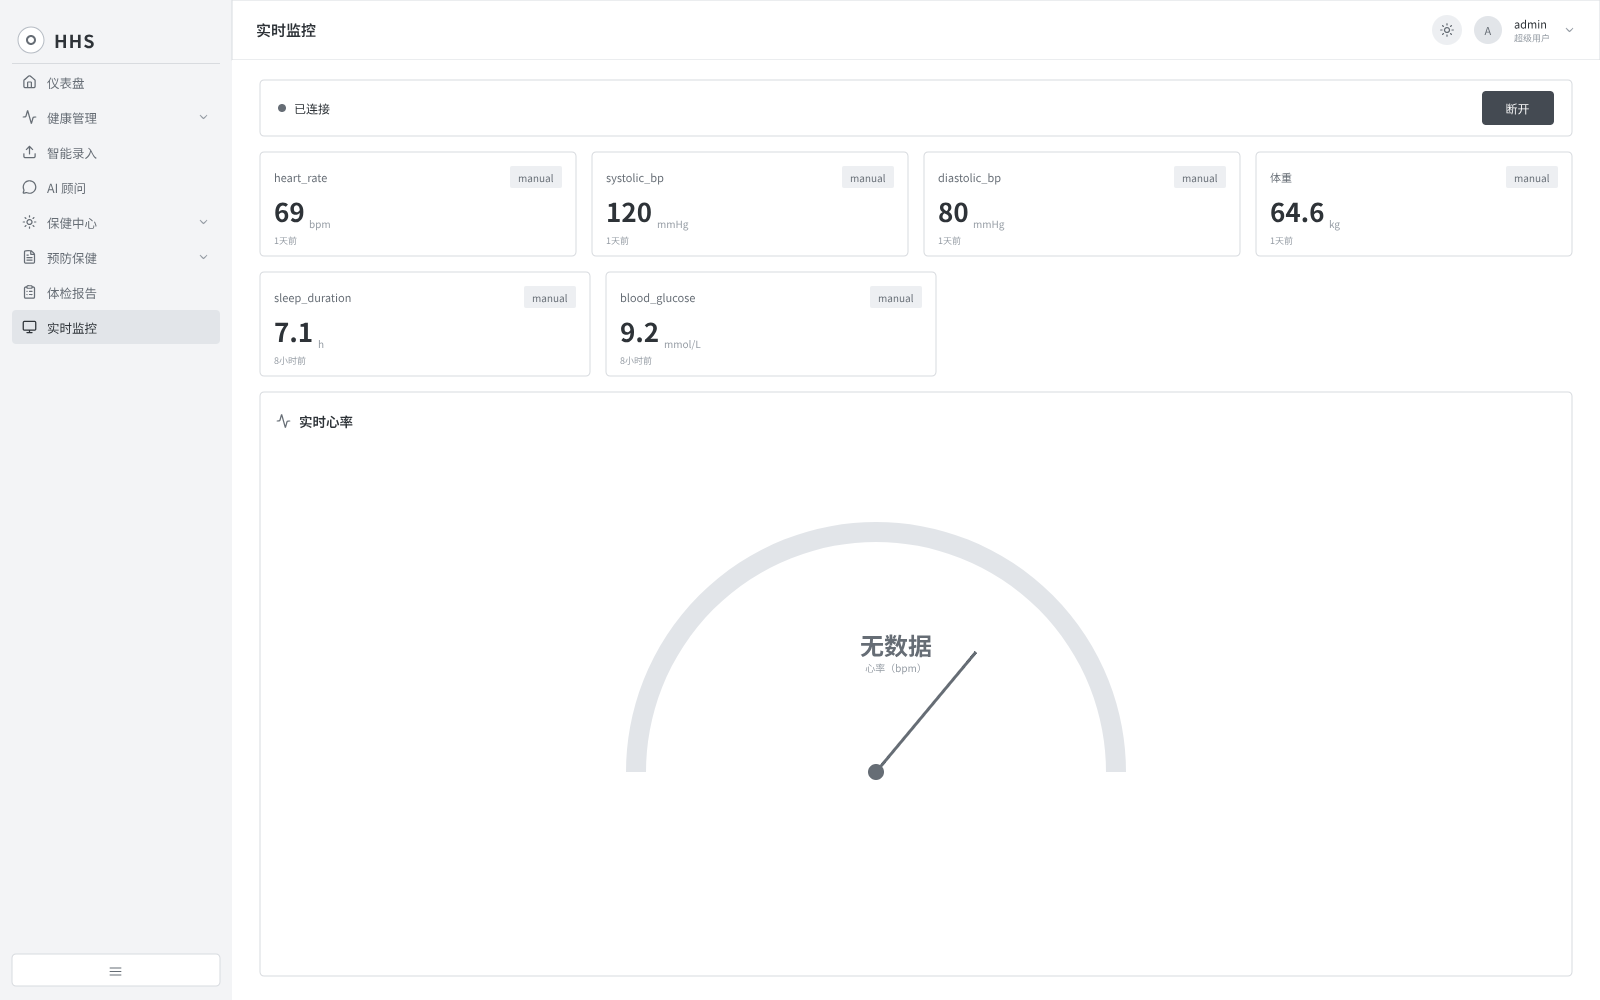 HHS
仪表盘
健康管理
智能录入
AI 顾问
保健中心
预防保健
体检报告
实时监控
实时监控
A
admin
超级用户
已连接
断开
heart_rate
manual
69 bpm
1天前
systolic_bp
manual
120 mmHg
1天前
diastolic_bp
manual
80 mmHg
1天前
体重
manual
64.6 kg
1天前
sleep_duration
manual
7.1 h
8小时前
blood_glucose
manual
9.2 mmol/L
8小时前
实时心率
无数据
心率（bpm）